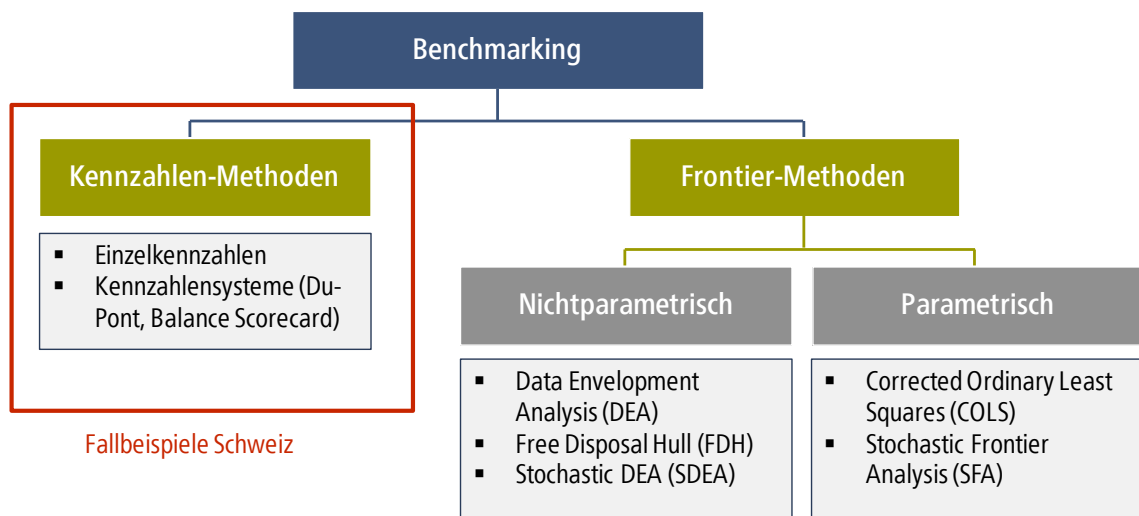 Benchmarking
Kennzahlen-Methoden
▪ Einzelkennzahlen
▪ Kennzahlensysteme (Du-
Pont, Balance Scorecard)
Fallbeispiele Schweiz
Frontier-Methoden
Nichtparametrisch
▪ Data Envelopment
Analysis (DEA)
▪ Free Disposal Hull (FDH)
▪ Stochastic DEA (SDEA)
Parametrisch
▪ Corrected Ordinary Least
Squares (COLS)
▪ Stochastic Frontier
Analysis (SFA)